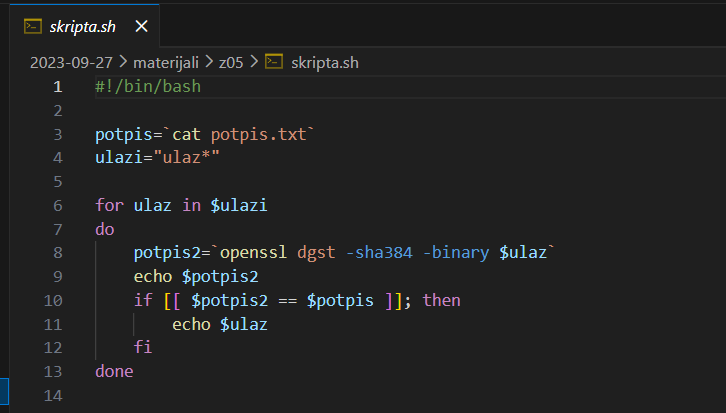 skripta.sh
2023-09-27 > materijali > z05 > skripta.sh
1 #!/bin/bash
2
3 potpis=`cat potpis.txt`
4 ulazi="ulaz*"
5
6 for ulaz in $ulazi
7 do
8     potpis2=`openssl dgst -sha384 -binary $ulaz`
9     echo $potpis2
10     if [[ $potpis2 == $potpis ]]; then
11         echo $ulaz
12     fi
13 done
14